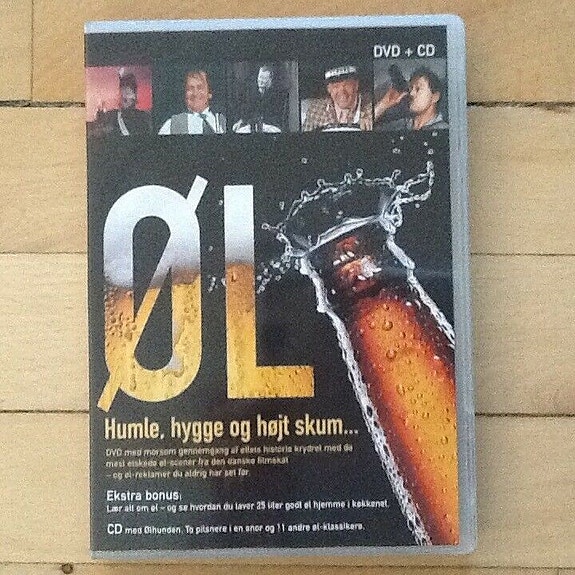 DVD + CD
ØL
Humle, hygge og højt skum...
DVD med morsom gennemgang af øllets historie krydret med de
mest elskede øl-scener fra den danske filmskat
– og øl-reklamer du aldrig har set før.
Ekstra bonus:
Lær alt om øl – og se hvordan du laver 25 liter godt øl hjemme i køkkenet.
CD med Ølhunden, To pilsnere i en snor og 11 andre øl-klassikere.